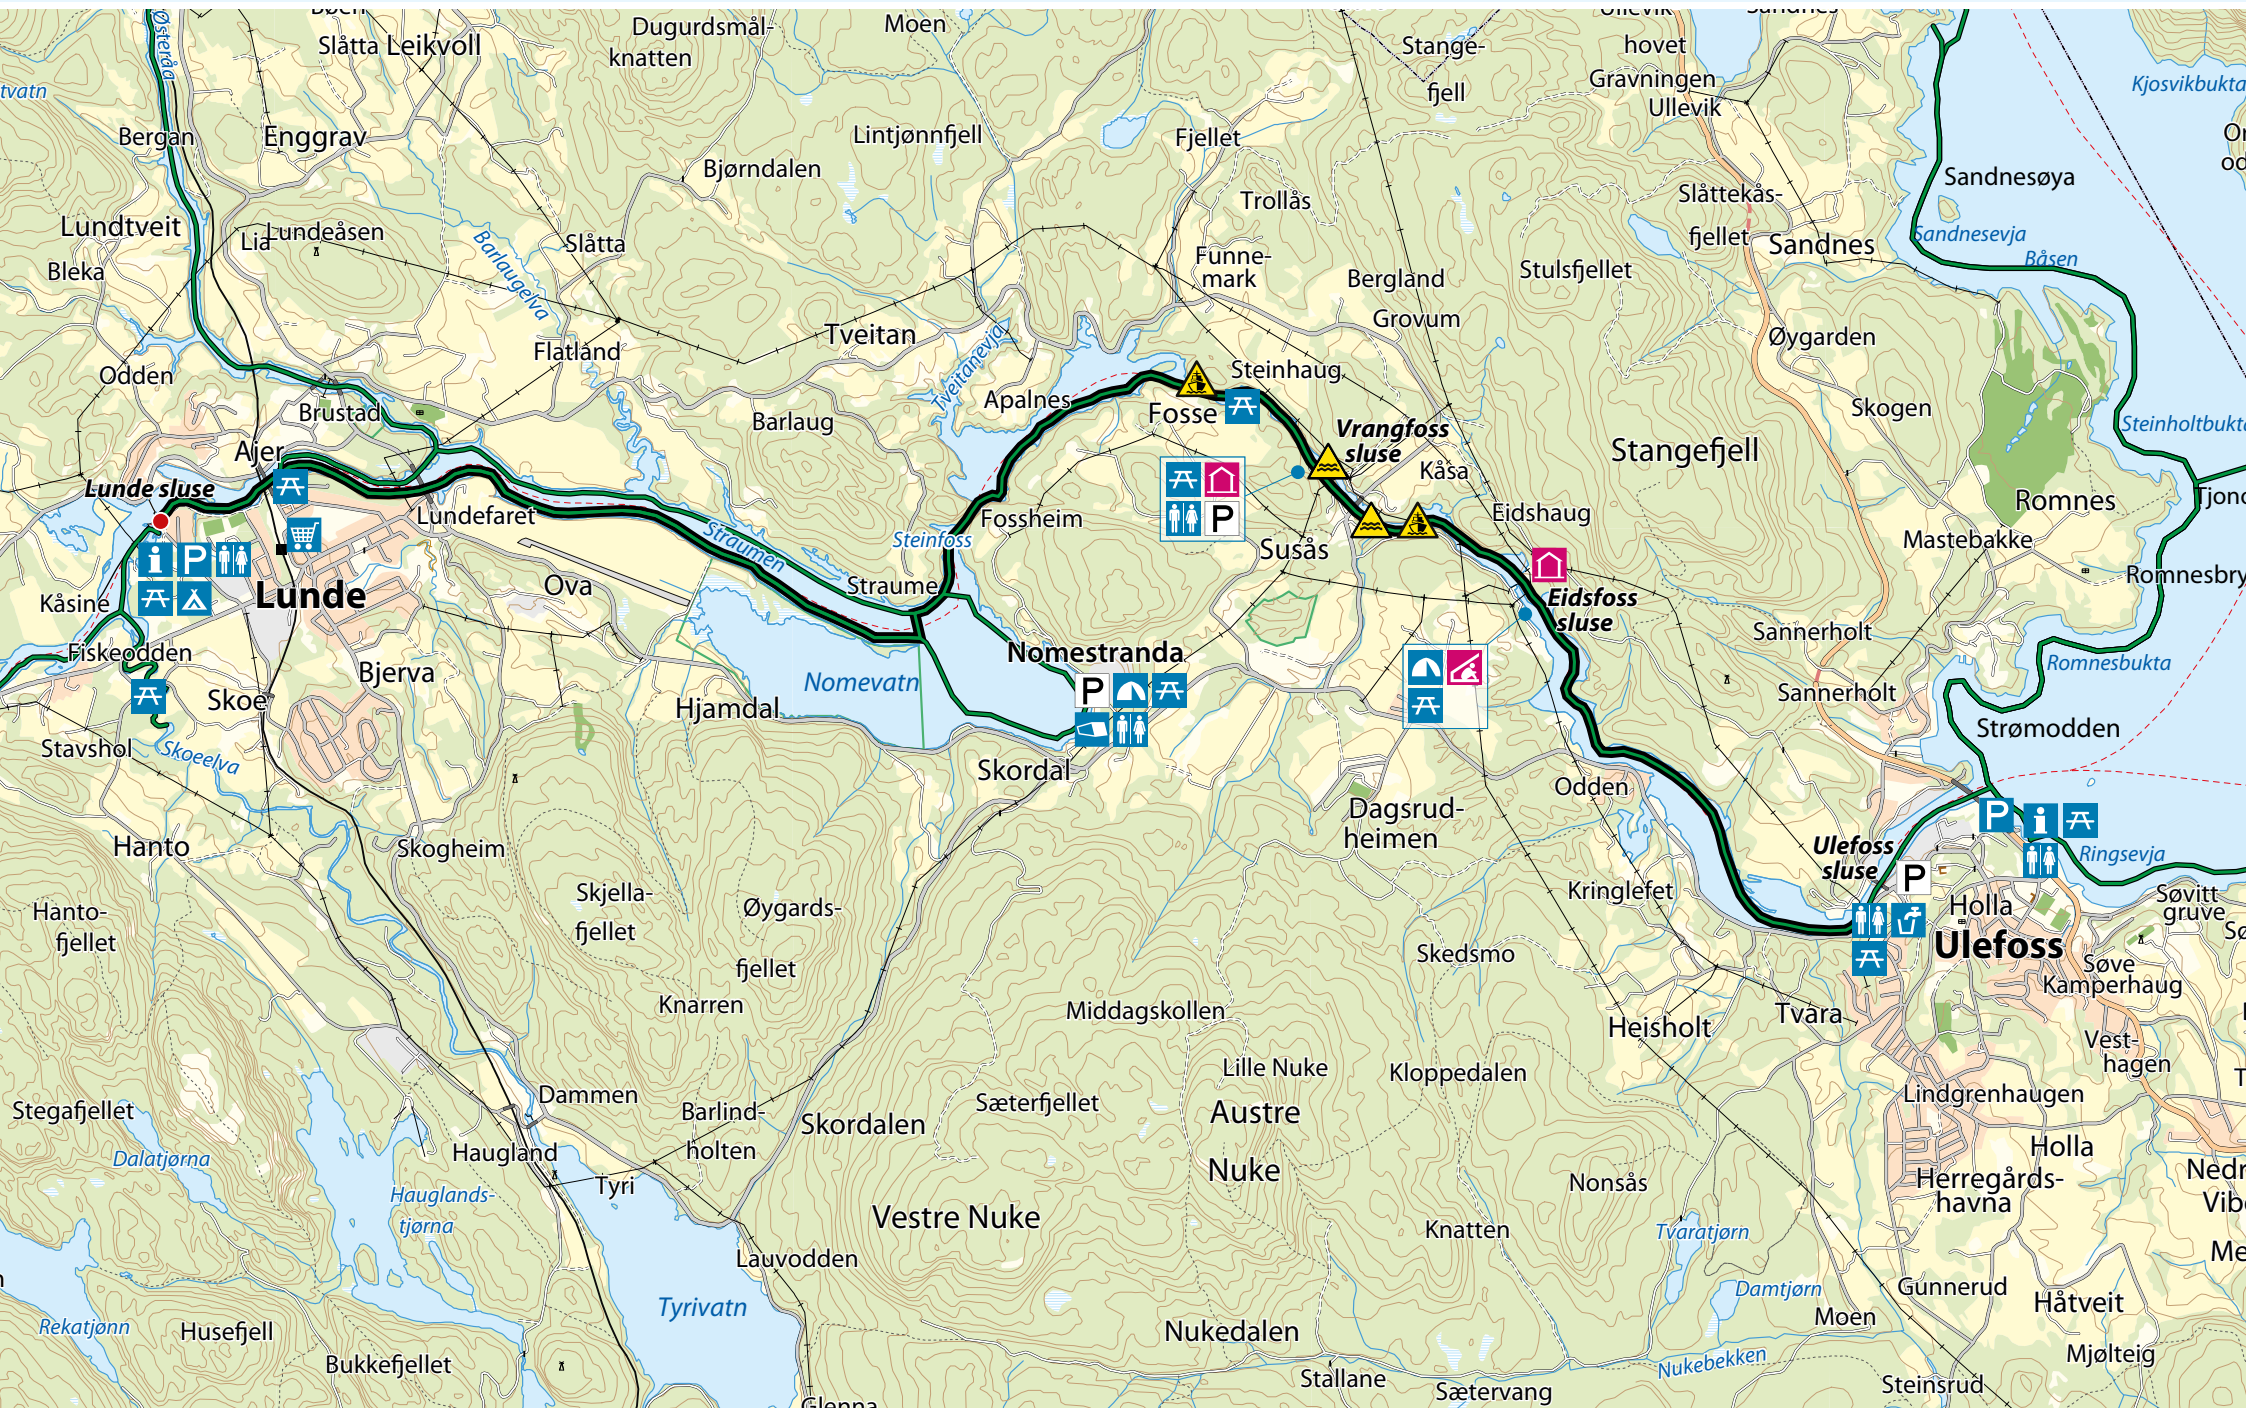 Østeråa
Slåtta
Leikvoll
Dugurdsmål-
knatten
Moen
Stange-
fjell
hovet
Gravningen
Ullevik
Kjosvikbukta
Bergan
Enggrav
Bjørndalen
Lintjønnfjell
Fjellet
Trollås
Slåttekås-
fjellet
Sandnesøya
Sandnesevja
Båsen
Lundtveit
Lia
Lundeåsen
Bleka
Barlaugelva
Slåtta
Funne-
mark
Bergland
Stulsfjellet
Sandnes
Grovum
Tveitan
Tveitanevja
Flatland
Odden
Øygarden
Steinhaug
Apalnes
Brustad
Barlaug
Fosse
Skogen
Ajer
Vrangfoss
sluse
Kåsa
Stangefjell
Lunde sluse
Lundefaret
Straumen
Steinfoss
Fossheim
P
Eidshaug
Romnes
Susås
Mastebakke
i
P
Lunde
Ova
Straume
Kåsine
Eidsfoss
sluse
Sannerholt
Fiskeodden
Nomestranda
Bjerva
Nomevatn
P
Romnesbukta
Skoe
Hjamdal
Sannerholt
Strømodden
Stavshol
Skoeelva
Skordal
Odden
Dagsrud-
heimen
P
i
Hanto
Skogheim
Ulefoss
sluse
Ringsevja
P
Kringlefet
Skjella-
fjellet
Øygards-
fjellet
Holla
Søvitt
gruve
Hanto-
fjellet
Ulefoss
Skedsmo
Søve
Kamperhaug
Knarren
Middagskollen
Heisholt
Tvara
Vest-
hagen
Lille Nuke
Kloppedalen
Dammen
Sæterfjellet
Austre
Nuke
Lindgrenhaugen
Stegafjellet
Barlind-
holten
Skordalen
Haugland
Holla
Dalatjørna
Tyri
Hauglands-
tjørna
Nonsås
Herregårds-
havna
Vestre Nuke
Knatten
Tvaratjørn
Lauvodden
Damtjørn
Gunnerud
Håtveit
Tyrivatn
Moen
Rekatjønn
Husefjell
Nukedalen
Mjølteig
Bukkefjellet
Nukebekken
Stallane
Sætervang
Steinsrud